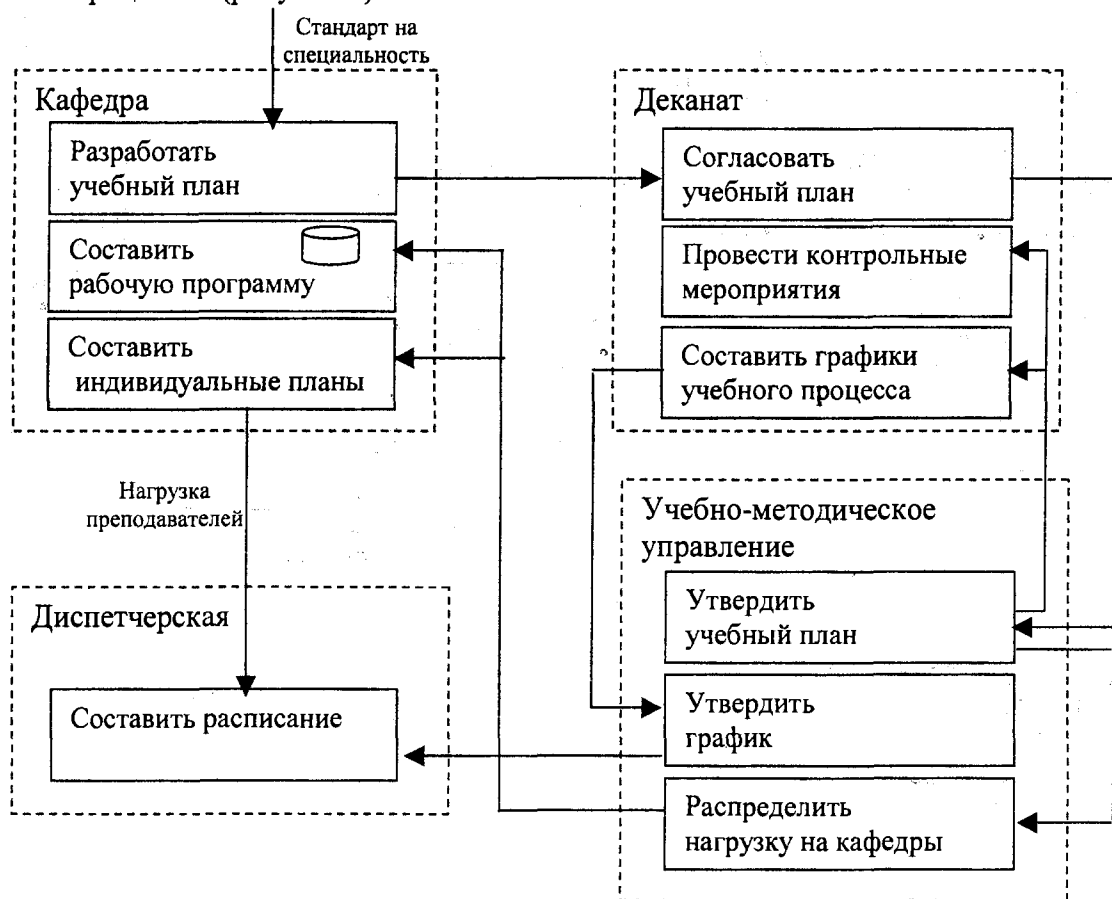 Стандарт на
специальность
Кафедра
Разработать
учебный план
Составить
рабочую программу
Составить
индивидуальные планы
Деканат
Согласовать
учебный план
Провести контрольные
мероприятия
Составить графики
учебного процесса
Нагрузка
преподавателей
Учебно-методическое
управление
Утвердить
учебный план
Утвердить
график
Распределить
нагрузку на кафедры
Диспетчерская
Составить расписание